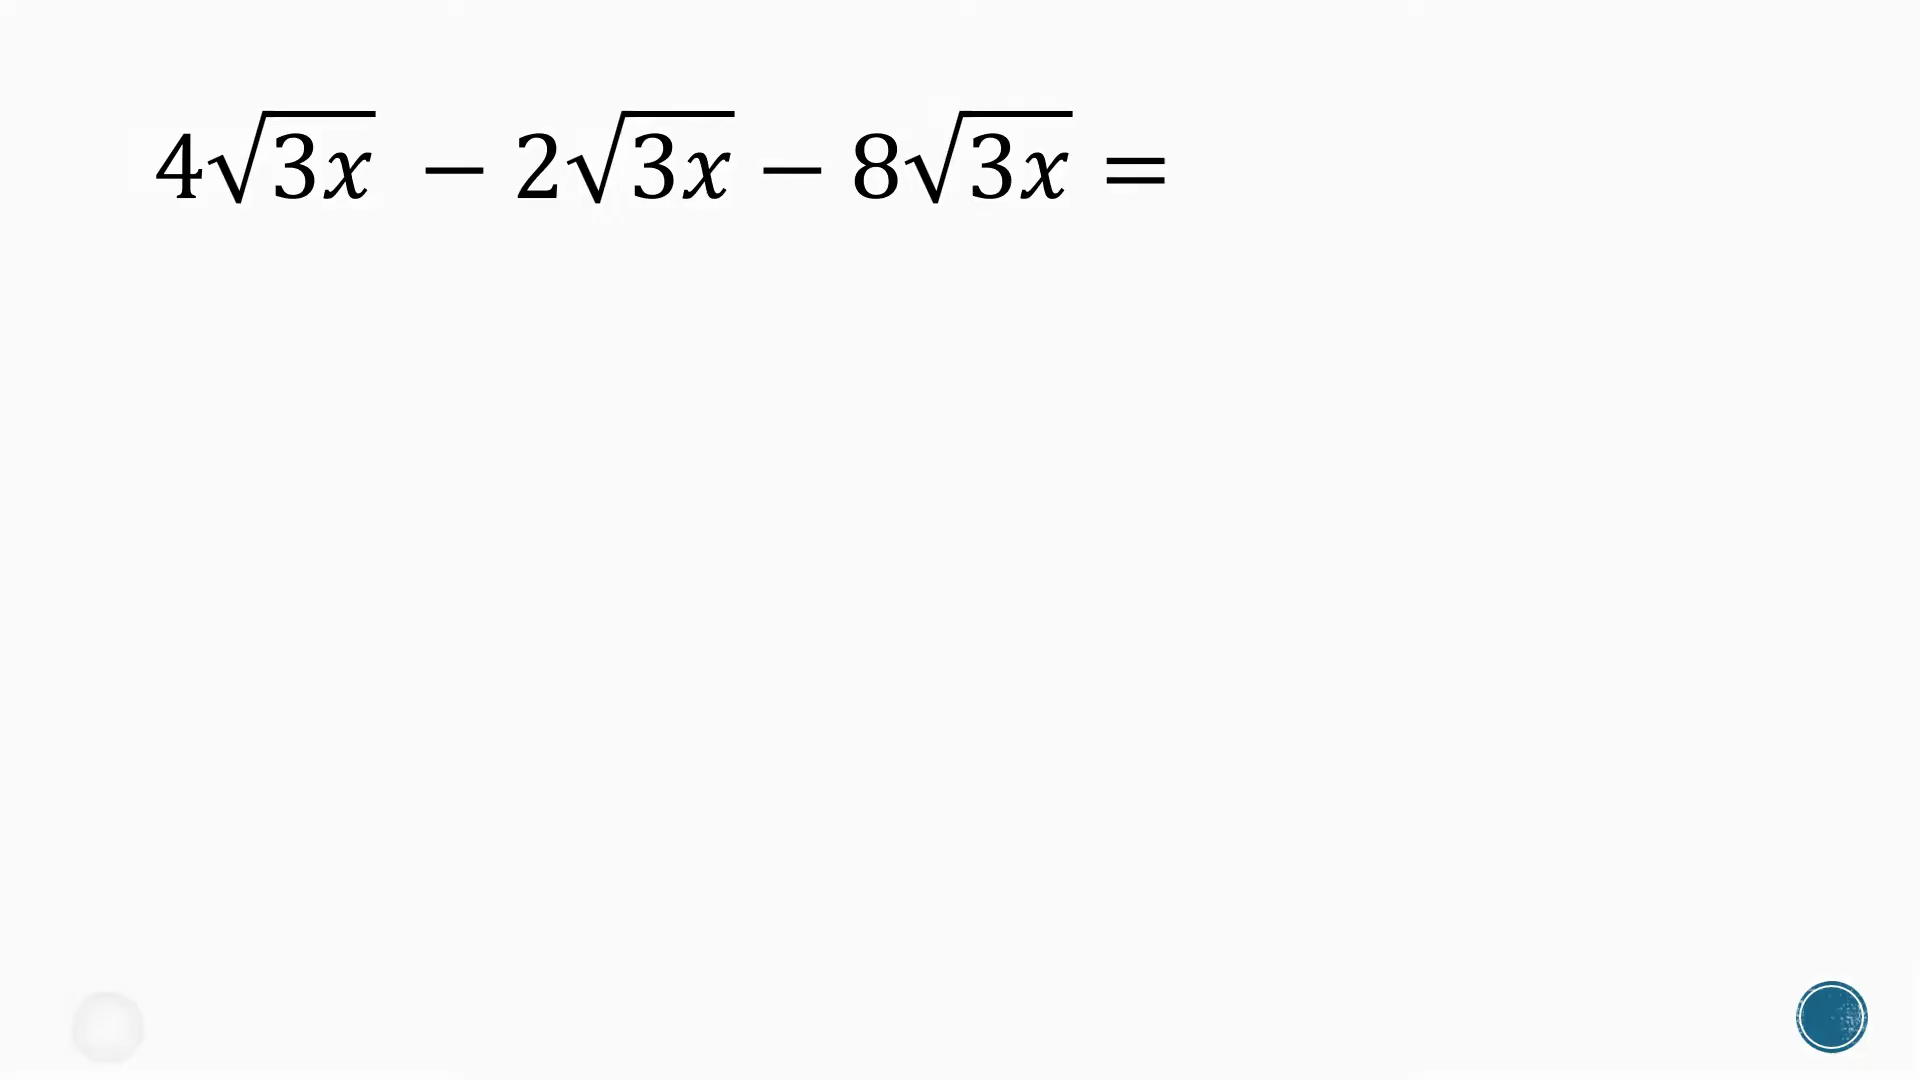 4√3x − 2√3x − 8√3x =